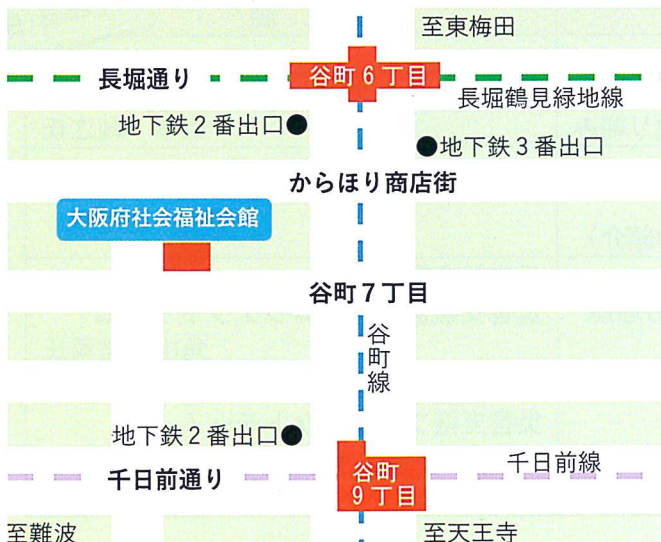 至東梅田
長堀通り
谷町6丁目
長堀鶴見緑地線
地下鉄2番出口
地下鉄3番出口
からほり商店街
大阪府社会福祉会館
谷町7丁目
谷町線
地下鉄2番出口
千日前通り
谷町
9丁目
千日前線
至難波
至天王寺